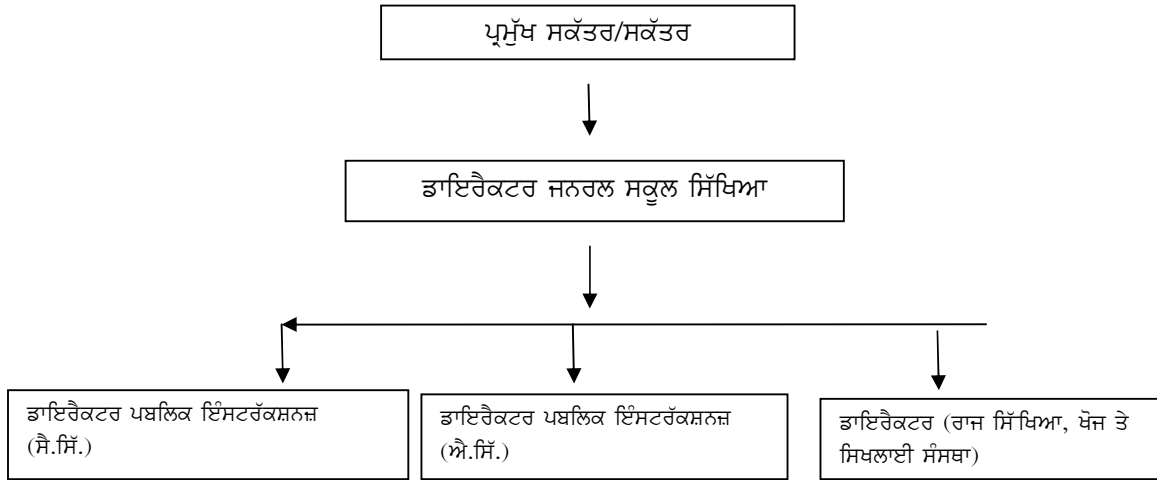 ਪ੍ਰਮੁੱਖ ਸਕੱਤਰ/ਸਕੱਤਰ
ਡਾਇਰੈਕਟਰ ਜਨਰਲ ਸਕੂਲ ਸਿੱਖਿਆ
ਡਾਇਰੈਕਟਰ ਪਬਲਿਕ ਇੰਸਟਰੱਕਸ਼ਨਜ਼
(ਸੈ.ਸਿੱ.)
ਡਾਇਰੈਕਟਰ ਪਬਲਿਕ ਇੰਸਟਰੱਕਸ਼ਨਜ਼
(ਐ.ਸਿੱ.)
ਡਾਇਰੈਕਟਰ (ਰਾਜ ਸਿੱਖਿਆ, ਖੋਜ ਤੇ
ਸਿਖਲਾਈ ਸੰਸਥਾ)